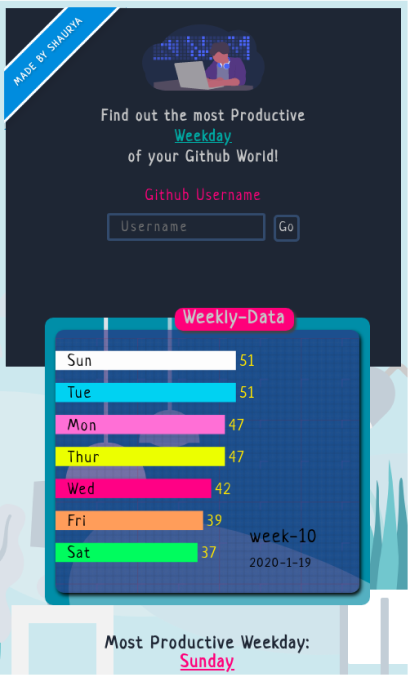 MADE BY SHAURYA
Find out the most Productive
Weekday
of your Github World!
Github Username
Username
Go
Weekly-Data
Sun 51
Tue 51
Mon 47
Thur 47
Wed 42
Fri 39
Sat 37
week-10
2020-1-19
Most Productive Weekday:
Sunday